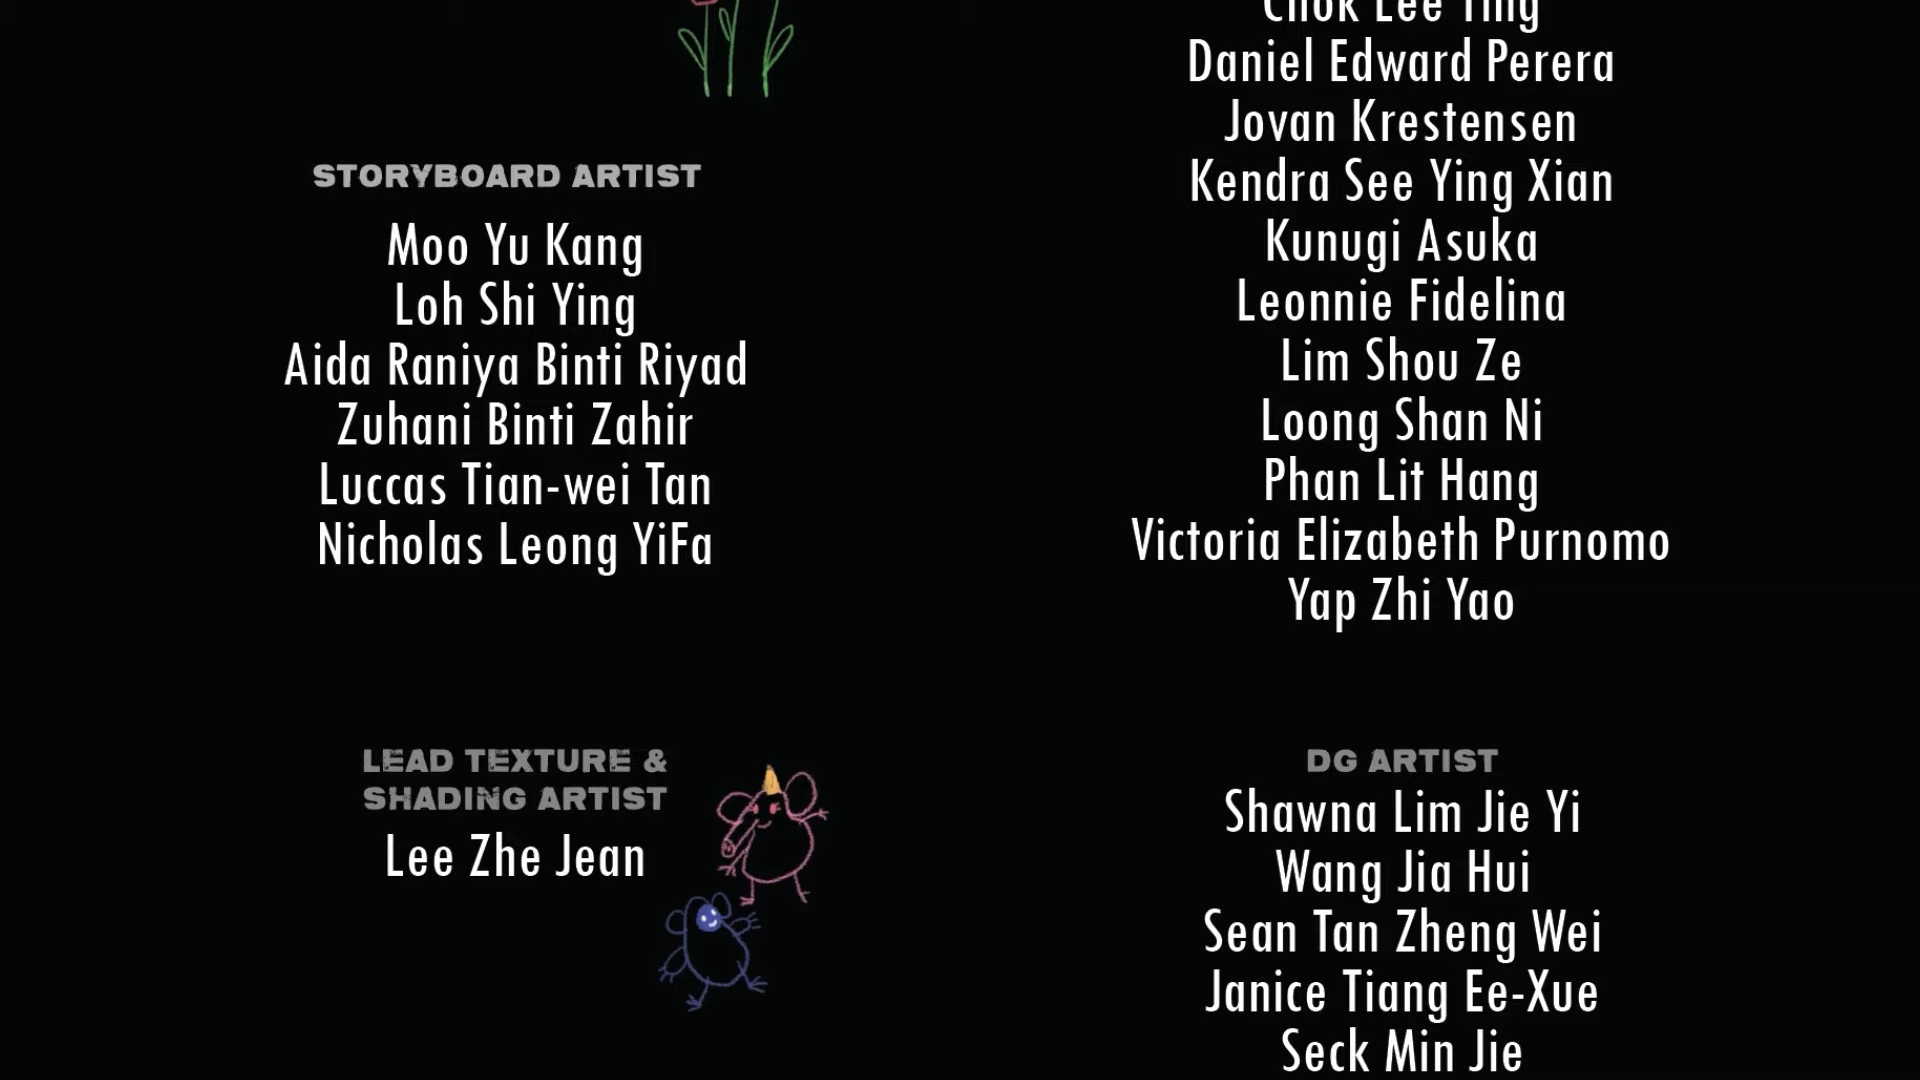 STORYBOARD ARTIST
Moo Yu Kang
Loh Shi Ying
Aida Raniya Binti Riyad
Zuhani Binti Zahir
Luccas Tian-wei Tan
Nicholas Leong YiFa
LEAD TEXTURE &
SHADING ARTIST
Lee Zhe Jean
Chok Lee Ying
Daniel Edward Perera
Jovan Krestensen
Kendra See Ying Xian
Kunugi Asuka
Leonnie Fidelina
Lim Shou Ze
Loong Shan Ni
Phan Lit Hang
Victoria Elizabeth Purnomo
Yap Zhi Yao
DG ARTIST
Shawna Lim Jie Yi
Wang Jia Hui
Sean Tan Zheng Wei
Janice Tiang Ee-Xue
Seck Min Jie